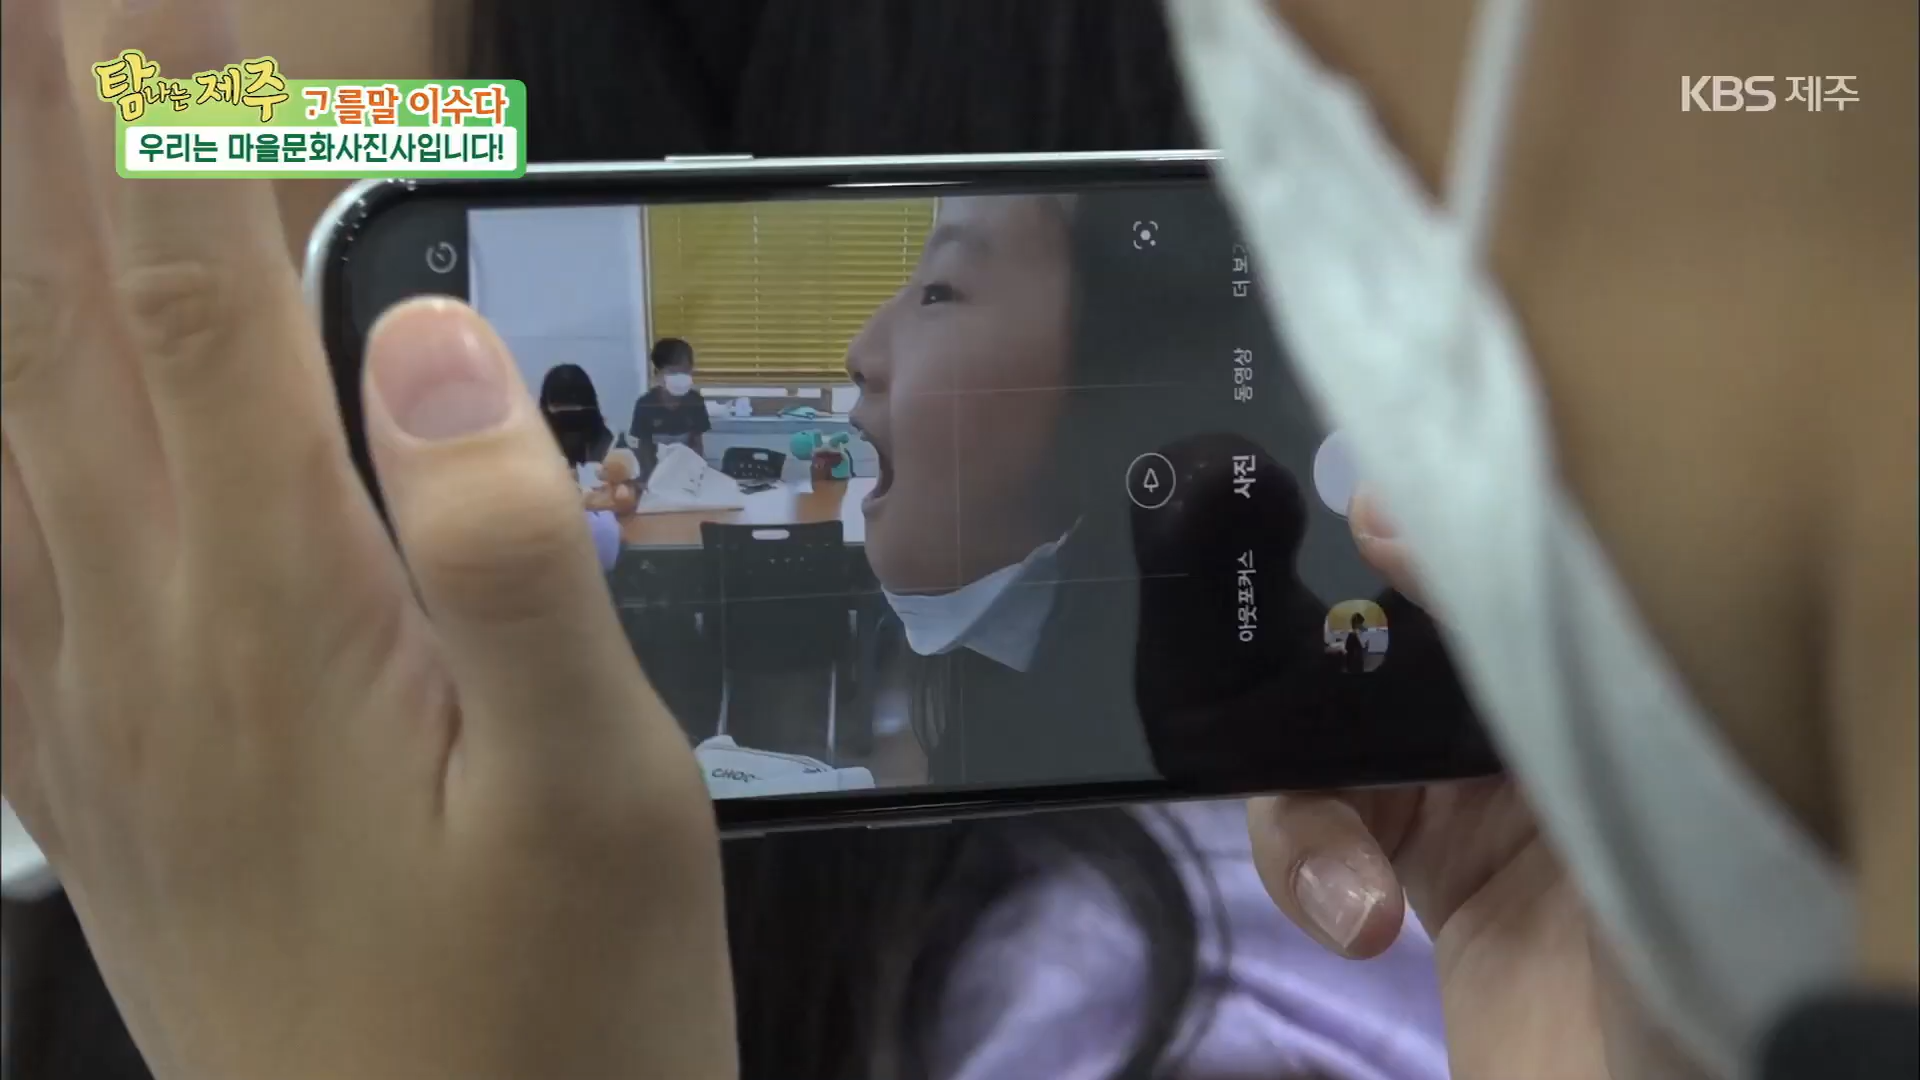 탐나는 제주 ᄀᆞ를말 이수다
우리는 마을문화사진사입니다!
KBS 제주
더 보기
동영상
사진
아웃포커스